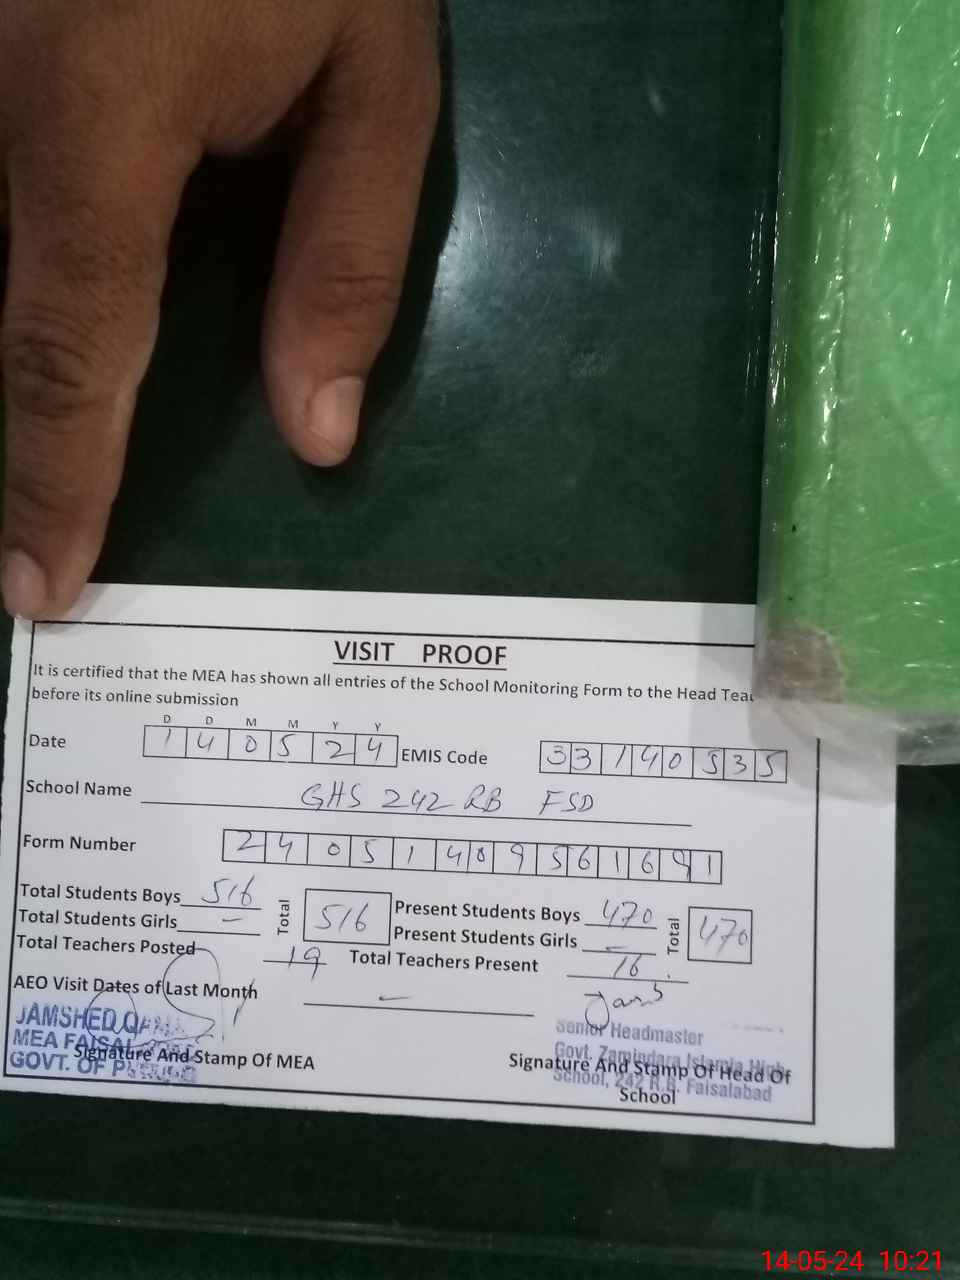 VISIT PROOF
It is certified that the MEA has shown all entries of the School Monitoring Form to the Head Tea
before its online submission
D D M M Y Y
Date 1 4 0 5 2 4 EMIS Code 3 3 1 4 0 5 3 5
School Name GHS 242 RB FSD
Form Number 2 4 0 5 1 4 0 9 5 6 1 6 9 1
Total Students Boys 516 Total 516 Present Students Boys 470 Total 470
Total Students Girls - Present Students Girls -
Total Teachers Posted 19 Total Teachers Present 16
AEO Visit Dates of Last Month -
JAMSHED
MEA FAISAL
GOVT. OF
Signature And Stamp Of MEA
Senior Headmaster
Govt. Zamindara Islamia High
School, 242 R.B. Faisalabad
Signature And Stamp Of Head Of
School
14-05-24 10:21